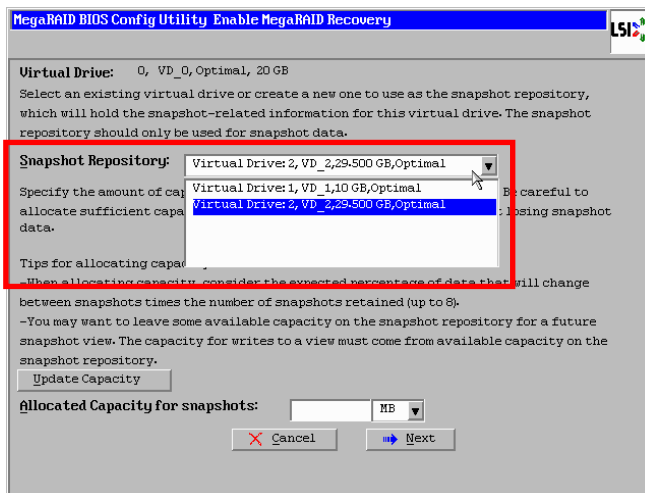 MegaRAID BIOS Config Utility Enable MegaRAID Recovery
LSI
Virtual Drive: 0, VD_0, Optimal, 20 GB
Select an existing virtual drive or create a new one to use as the snapshot repository,
which will hold the snapshot-related information for this virtual drive. The snapshot
repository should only be used for snapshot data.
Snapshot Repository: Virtual Drive: 2, VD_2,29.500 GB,Optimal
Virtual Drive: 1, VD_1,10 GB,Optimal
Virtual Drive: 2, VD_2,29.500 GB,Optimal
Specify the amount of Be careful to
allocate sufficient losing snapshot
data.
Tips for allocating
-When allocating capacity, consider the expected percentage of data that will change
between snapshots times the number of snapshots retained (up to 8).
-You may want to leave some available capacity on the snapshot repository for a future
snapshot view. The capacity for writes to a view must come from available capacity on the
snapshot repository.
Update Capacity
Allocated Capacity for snapshots: MB
Cancel Next